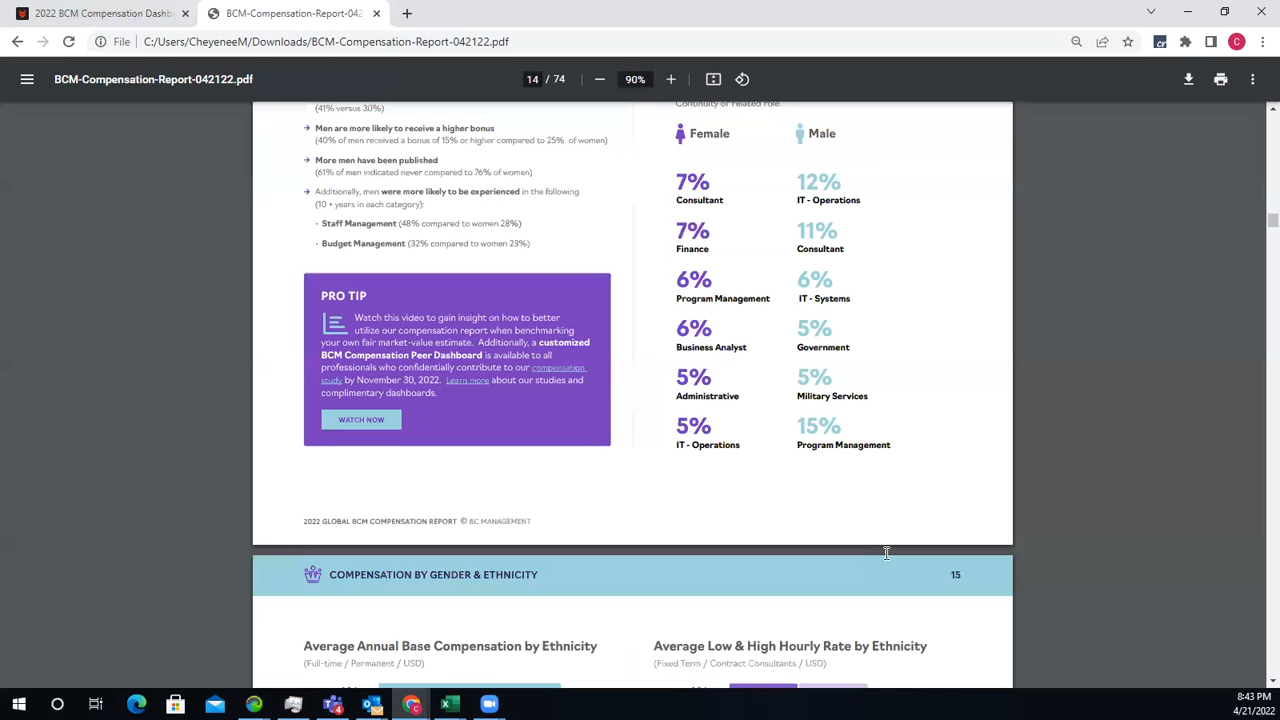 2022 BCM Compensation Dashb
BCM-Compensation-Report-042
File
C:/Users/CheyeneM/Downloads/BCM-Compensation-Report-042122.pdf
C
BCM-Compensation-Report-042122.pdf
14 / 74
90%
(41% versus 30%)
Men are more likely to receive a higher bonus
(40% of men received a bonus of 15% or higher compared to 25% of women)
More men have been published
(61% of men indicated never compared to 76% of women)
Additionally, men were more likely to be experienced in the following
(10 + years in each category):
- Staff Management (48% compared to women 28%)
- Budget Management (32% compared to women 23%)
PRO TIP
Watch this video to gain insight on how to better
utilize our compensation report when benchmarking
your own fair market-value estimate. Additionally, a customized
BCM Compensation Peer Dashboard is available to all
professionals who confidentially contribute to our compensation
study by November 30, 2022. Learn more about our studies and
complimentary dashboards.
WATCH NOW
Continuity or related role.
Female Male
7% 12%
Consultant IT - Operations
7% 11%
Finance Consultant
6% 6%
Program Management IT - Systems
6% 5%
Business Analyst Government
5% 5%
Administrative Military Services
5% 15%
IT - Operations Program Management
2022 GLOBAL BCM COMPENSATION REPORT © BC MANAGEMENT
COMPENSATION BY GENDER & ETHNICITY 15
Average Annual Base Compensation by Ethnicity
(Full-time / Permanent / USD)
Average Low & High Hourly Rate by Ethnicity
(Fixed Term / Contract Consultants / USD)
8:43 PM
4/21/2022